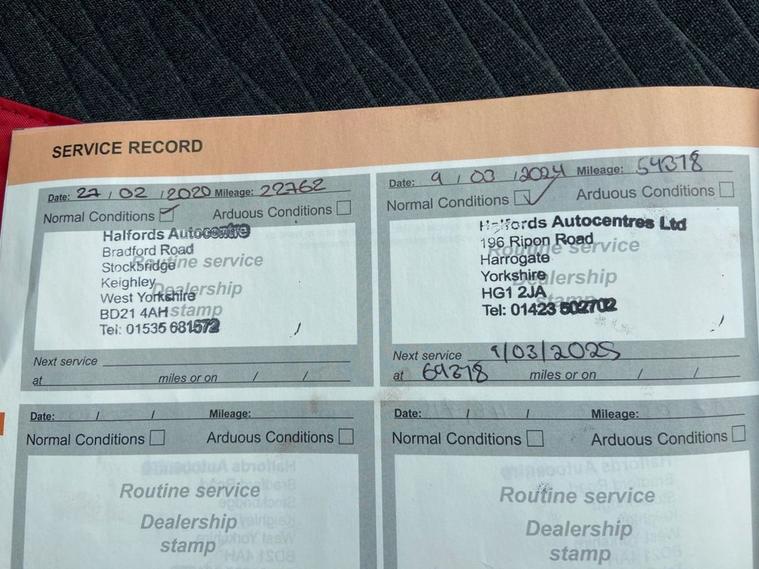 SERVICE RECORD
Date: 27 / 02 / 2020 Mileage: 22762
Normal Conditions Arduous Conditions
Halfords Autocentre
Bradford Road
Stockbridge
Routine service
Keighley
Dealership
West Yorkshire
BD21 4AH
stamp
Tel: 01535 681572
Next service
at miles or on / /
Date: 9 / 03 / 2024 Mileage: 54378
Normal Conditions Arduous Conditions
Halfords Autocentres Ltd
196 Ripon Road
Routine service
Harrogate
Yorkshire
Dealership
HG1 2JA
stamp
Tel: 01423 502702
Next service 9/03/2025
at 69378 miles or on / /
Date: / / Mileage:
Normal Conditions Arduous Conditions
Routine service
Dealership
stamp
Date: / / Mileage:
Normal Conditions Arduous Conditions
Routine service
Dealership
stamp